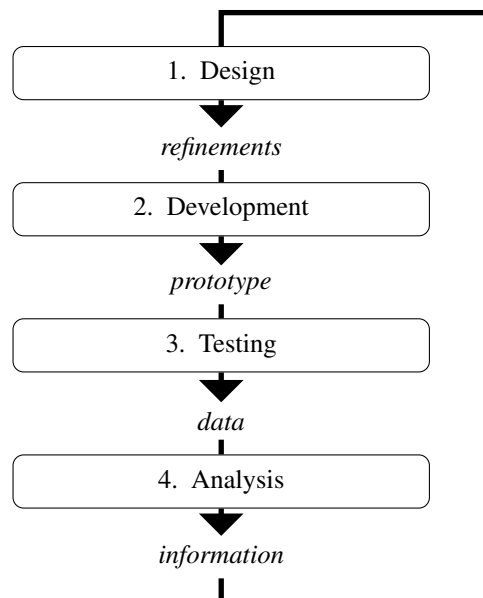 1. Design
refinements
2. Development
prototype
3. Testing
data
4. Analysis
information